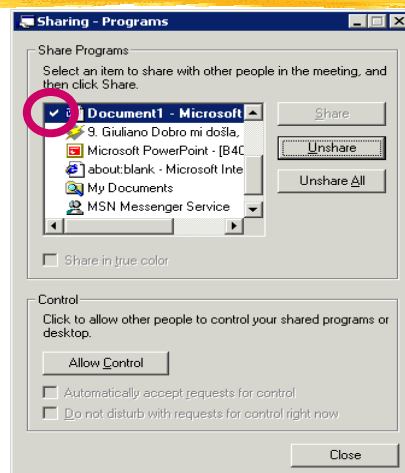 Sharing - Programs
Share Programs
Select an item to share with other people in the meeting, and
then click Share.
Document1 - Microsoft
9. Giuliano Dobro mi došla,
Microsoft PowerPoint - [B4C
about:blank - Microsoft Inte
My Documents
MSN Messenger Service
Share
Unshare
Unshare All
Share in true color
Control
Click to allow other people to control your shared programs or
desktop.
Allow Control
Automatically accept requests for control
Do not disturb with requests for control right now
Close